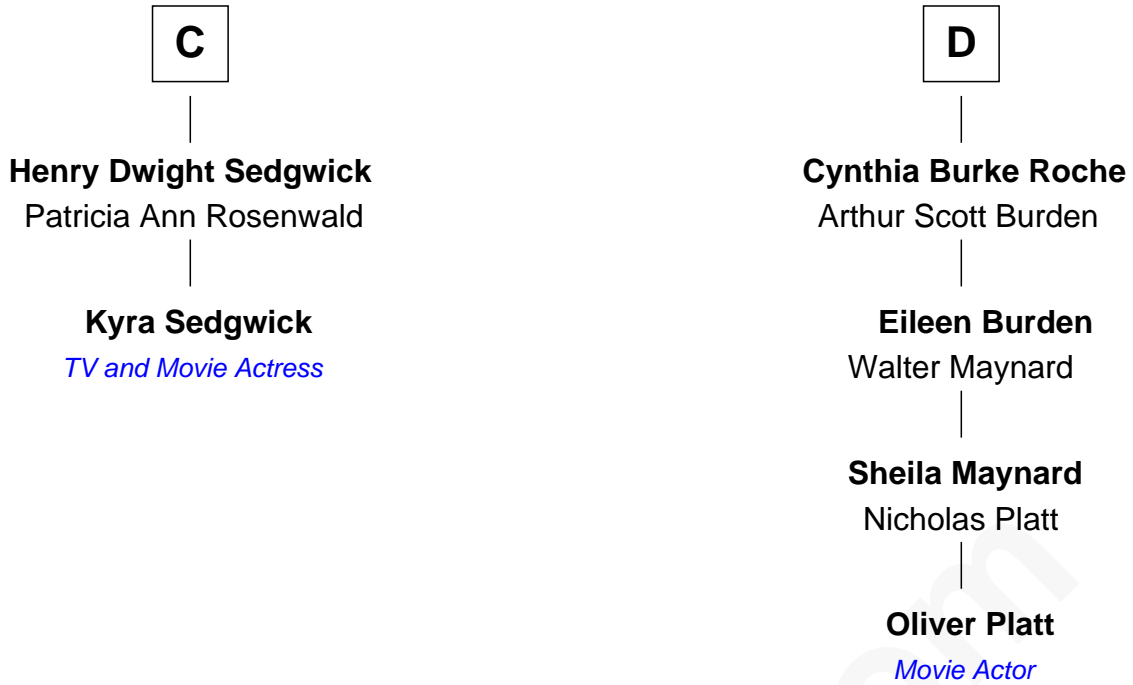 C
Henry Dwight Sedgwick
Patricia Ann Rosenwald
Kyra Sedgwick
TV and Movie Actress
D
Cynthia Burke Roche
Arthur Scott Burden
Eileen Burden
Walter Maynard
Sheila Maynard
Nicholas Platt
Oliver Platt
Movie Actor
om